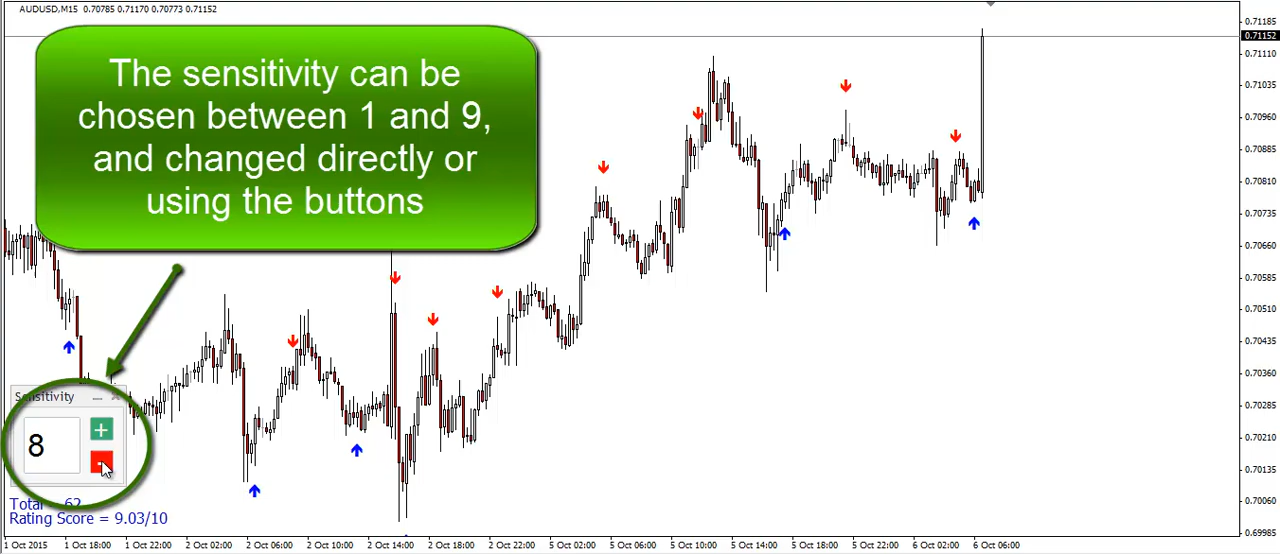 AUDUSD,M15 0.70785 0.71170 0.70773 0.71152
The sensitivity can be
chosen between 1 and 9,
and changed directly or
using the buttons
Sensitivity
8
+
-
Total = 62
Rating Score = 9.03/10
0.71185
0.71152
0.71110
0.71035
0.70960
0.70885
0.70810
0.70735
0.70660
0.70585
0.70510
0.70435
0.70360
0.70285
0.70210
0.70135
0.70060
0.69985
1 Oct 2015 1 Oct 18:00 1 Oct 22:00 2 Oct 02:00 2 Oct 06:00 2 Oct 10:00 2 Oct 14:00 2 Oct 18:00 2 Oct 22:00 5 Oct 02:00 5 Oct 06:00 5 Oct 10:00 5 Oct 14:00 5 Oct 18:00 5 Oct 22:00 6 Oct 02:00 6 Oct 06:00